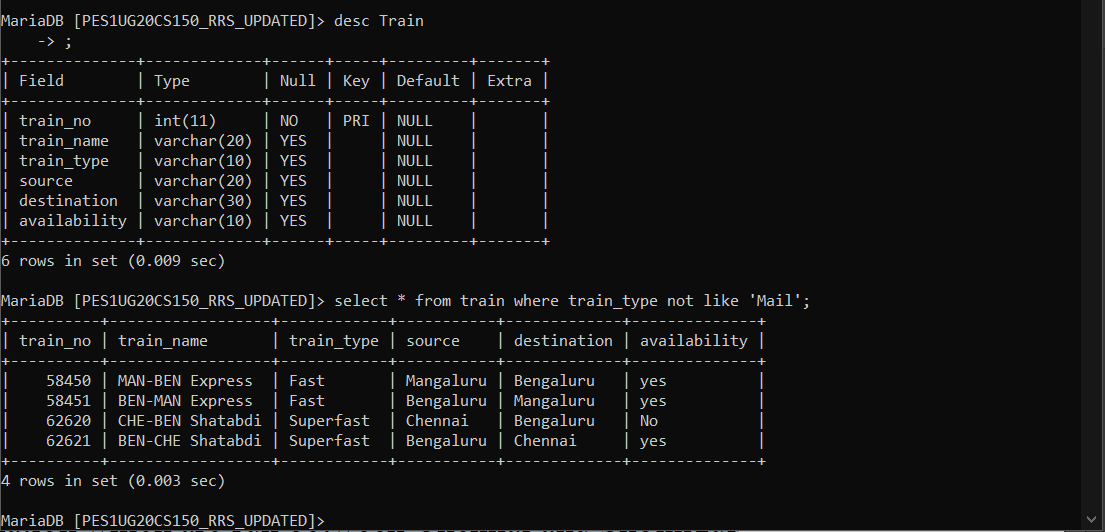 MariaDB [PES1UG20CS150_RRS_UPDATED]> desc Train
    -> ;
+--------------+-------------+------+-----+---------+-------+
| Field        | Type        | Null | Key | Default | Extra |
+--------------+-------------+------+-----+---------+-------+
| train_no     | int(11)     | NO   | PRI | NULL    |       |
| train_name   | varchar(20) | YES  |     | NULL    |       |
| train_type   | varchar(10) | YES  |     | NULL    |       |
| source       | varchar(20) | YES  |     | NULL    |       |
| destination  | varchar(30) | YES  |     | NULL    |       |
| availability | varchar(10) | YES  |     | NULL    |       |
+--------------+-------------+------+-----+---------+-------+
6 rows in set (0.009 sec)

MariaDB [PES1UG20CS150_RRS_UPDATED]> select * from train where train_type not like 'Mail';
+----------+------------------+------------+-----------+-------------+--------------+
| train_no | train_name       | train_type | source    | destination | availability |
+----------+------------------+------------+-----------+-------------+--------------+
|    58450 | MAN-BEN Express  | Fast       | Mangaluru | Bengaluru   | yes          |
|    58451 | BEN-MAN Express  | Fast       | Bengaluru | Mangaluru   | yes          |
|    62620 | CHE-BEN Shatabdi | Superfast  | Chennai   | Bengaluru   | No           |
|    62621 | BEN-CHE Shatabdi | Superfast  | Bengaluru | Chennai     | yes          |
+----------+------------------+------------+-----------+-------------+--------------+
4 rows in set (0.003 sec)

MariaDB [PES1UG20CS150_RRS_UPDATED]>